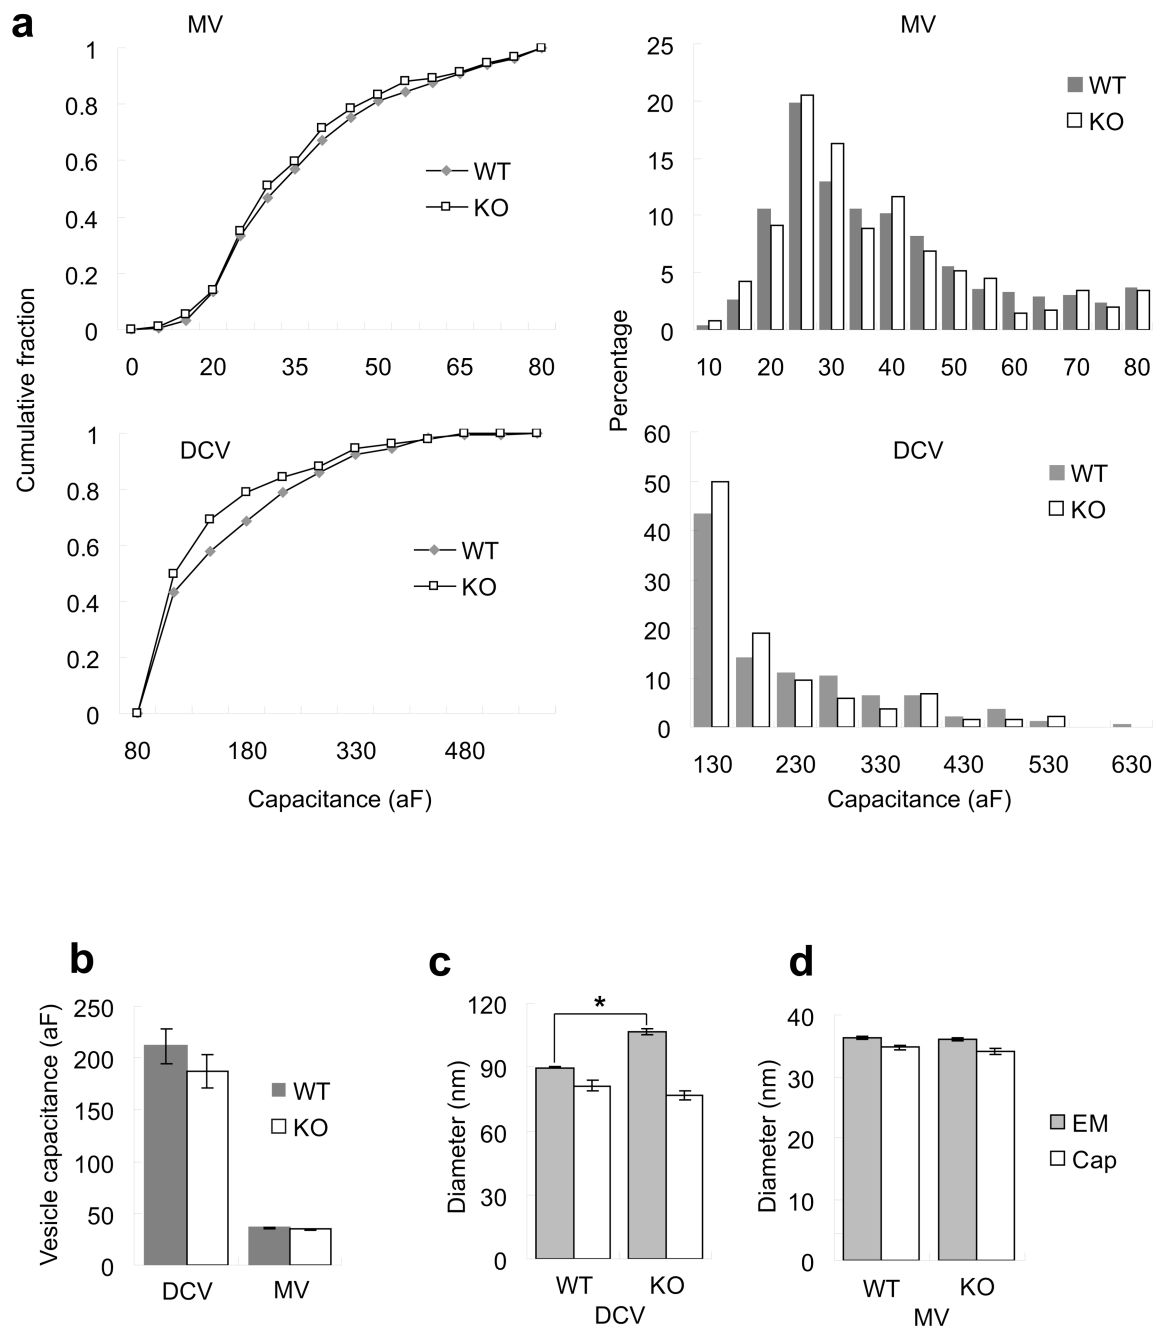 a
MV
1
0.8
0.6
0.4
0.2
0
WT
KO
0 20 35 50 65 80
Cumulative fraction
MV
25
20
15
10
5
0
WT
KO
10 20 30 40 50 60 70 80
Percentage
DCV
1
0.8
0.6
0.4
0.2
0
WT
KO
80 180 330 480
Capacitance (aF)
DCV
60
50
40
30
20
10
0
WT
KO
130 230 330 430 530 630
Capacitance (aF)
b
Vesicle capacitance (aF)
250
200
150
100
50
0
WT
KO
DCV MV
c
Diameter (nm)
120
90
60
30
0
*
WT KO
DCV
d
Diameter (nm)
40
30
20
10
0
WT KO
MV
EM
Cap